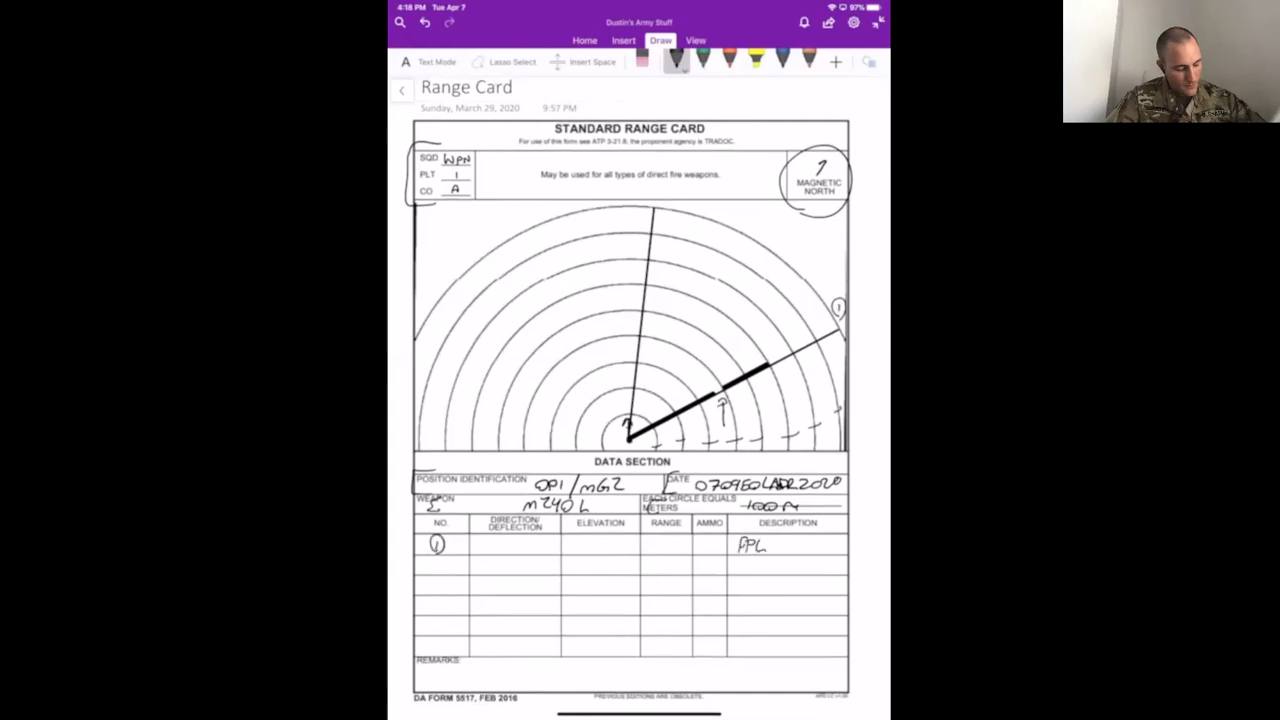 4:18 PM Tue Apr 7 97%
Dustin's Army Stuff
Home Insert Draw View
A Text Mode Lasso Select Insert Space
Range Card
Sunday, March 29, 2020 9:57 PM
STANDARD RANGE CARD
For use of this form see ATP 3-21.8; the proponent agency is TRADOC.
SQD WPN
PLT 1
CO A
May be used for all types of direct fire weapons.
MAGNETIC
NORTH
1
DATA SECTION
POSITION IDENTIFICATION OP1/MG2
DATE
WEAPON M240L
EACH CIRCLE EQUALS
METERS 100M
NO. DIRECTION/DEFLECTION ELEVATION RANGE AMMO DESCRIPTION
1 FPL
REMARKS:
DA FORM 5517, FEB 2016 PREVIOUS EDITIONS ARE OBSOLETE.